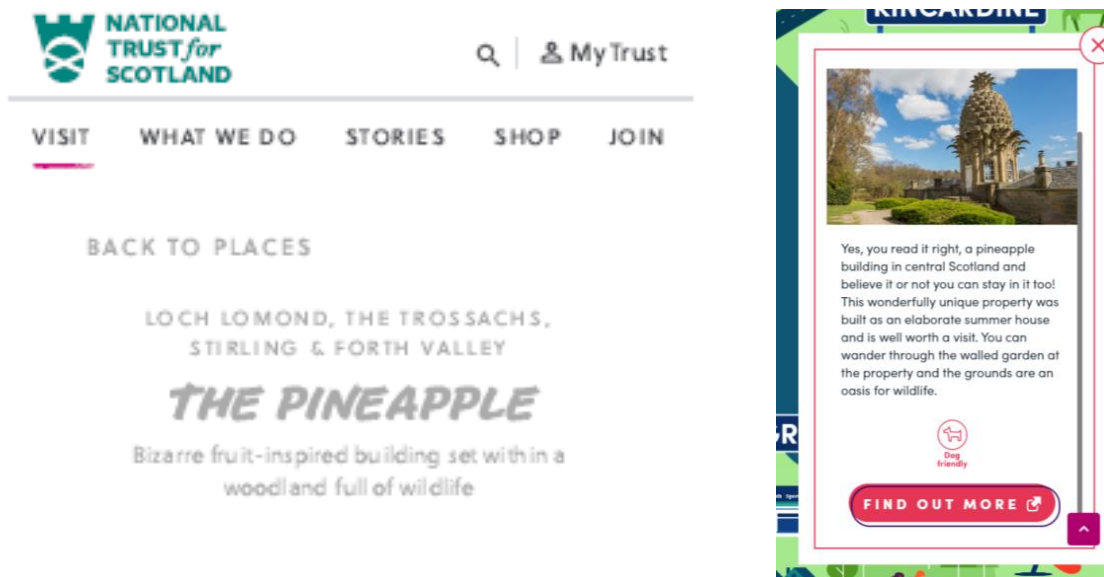 NATIONAL
TRUST for
SCOTLAND
My Trust
VISIT WHAT WE DO STORIES SHOP JOIN
BACK TO PLACES
LOCH LOMOND, THE TROSSACHS,
STIRLING & FORTH VALLEY
THE PINEAPPLE
Bizarre fruit-inspired building set within a
woodland full of wildlife
KINCARDINE
Yes, you read it right, a pineapple
building in central Scotland and
believe it or not you can stay in it too!
This wonderfully unique property was
built as an elaborate summer house
and is well worth a visit. You can
wander through the walled garden at
the property and the grounds are an
oasis for wildlife.
GR
Dog
friendly
FIND OUT MORE